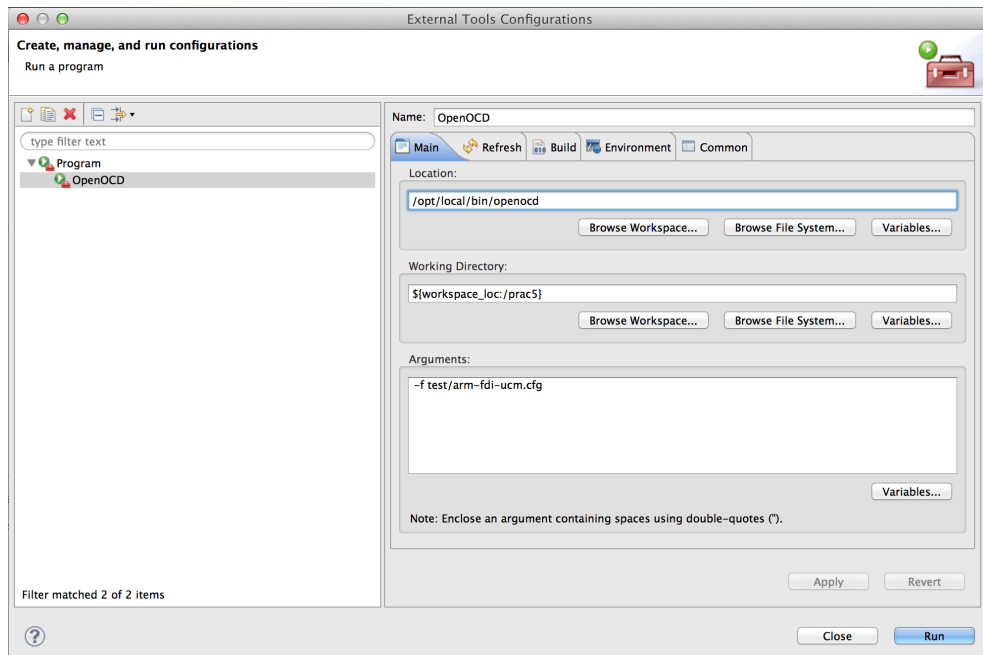 External Tools Configurations
Create, manage, and run configurations
Run a program
type filter text
Program
OpenOCD
Filter matched 2 of 2 items
Name: OpenOCD
Main Refresh Build Environment Common
Location:
/opt/local/bin/openocd
Browse Workspace... Browse File System... Variables...
Working Directory:
${workspace_loc:/prac5}
Browse Workspace... Browse File System... Variables...
Arguments:
-f test/arm-fdi-ucm.cfg
Variables...
Note: Enclose an argument containing spaces using double-quotes (").
Apply Revert
? Close Run